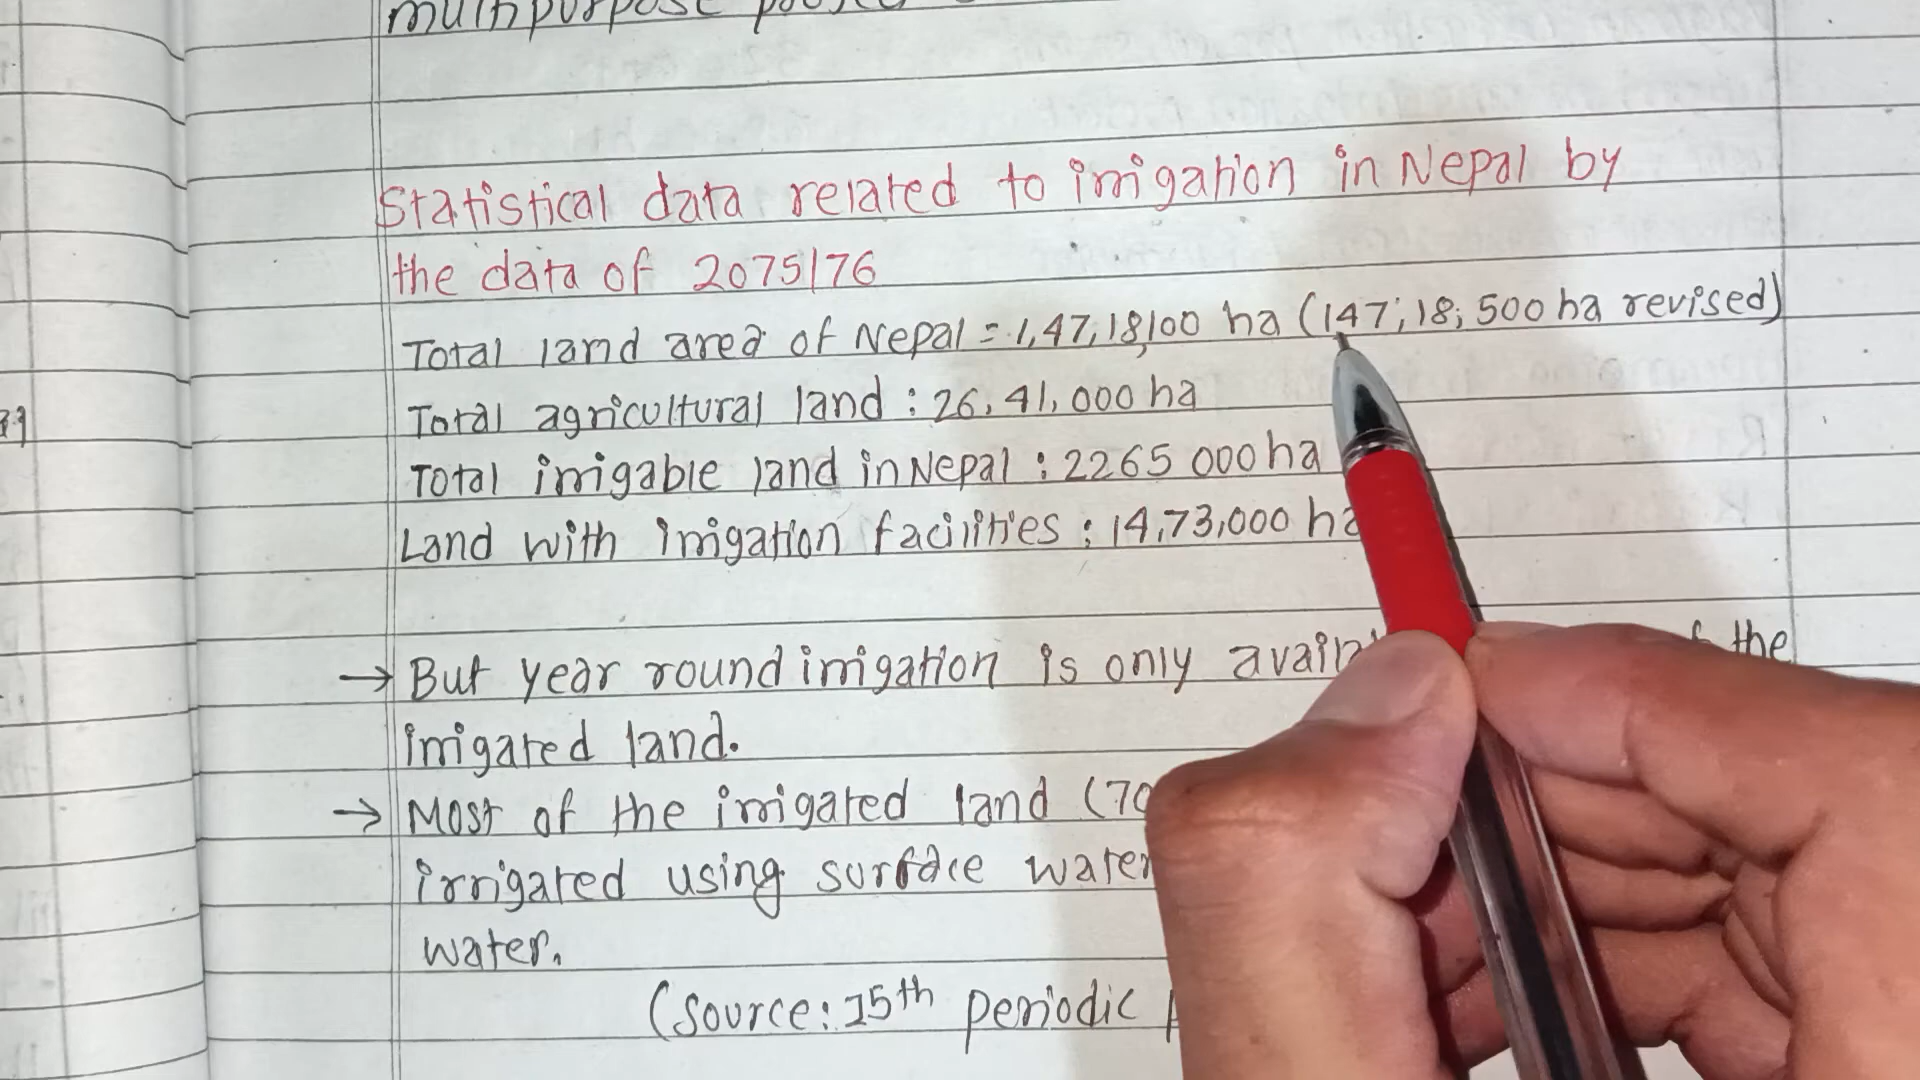 multipurpose
Statistical data related to irrigation in Nepal by
the data of 2075/76
Total land area of Nepal = 1,47,18,100 ha (147,18,500 ha revised)
Total agricultural land : 26,41,000 ha
Total irrigable land in Nepal : 2265 000 ha
Land with irrigation facilities : 14,73,000 ha
→ But year round irrigation is only the
irrigated land.
→ Most of the irrigated land (70
irrigated using surface water
water.
(Source: 15th periodic